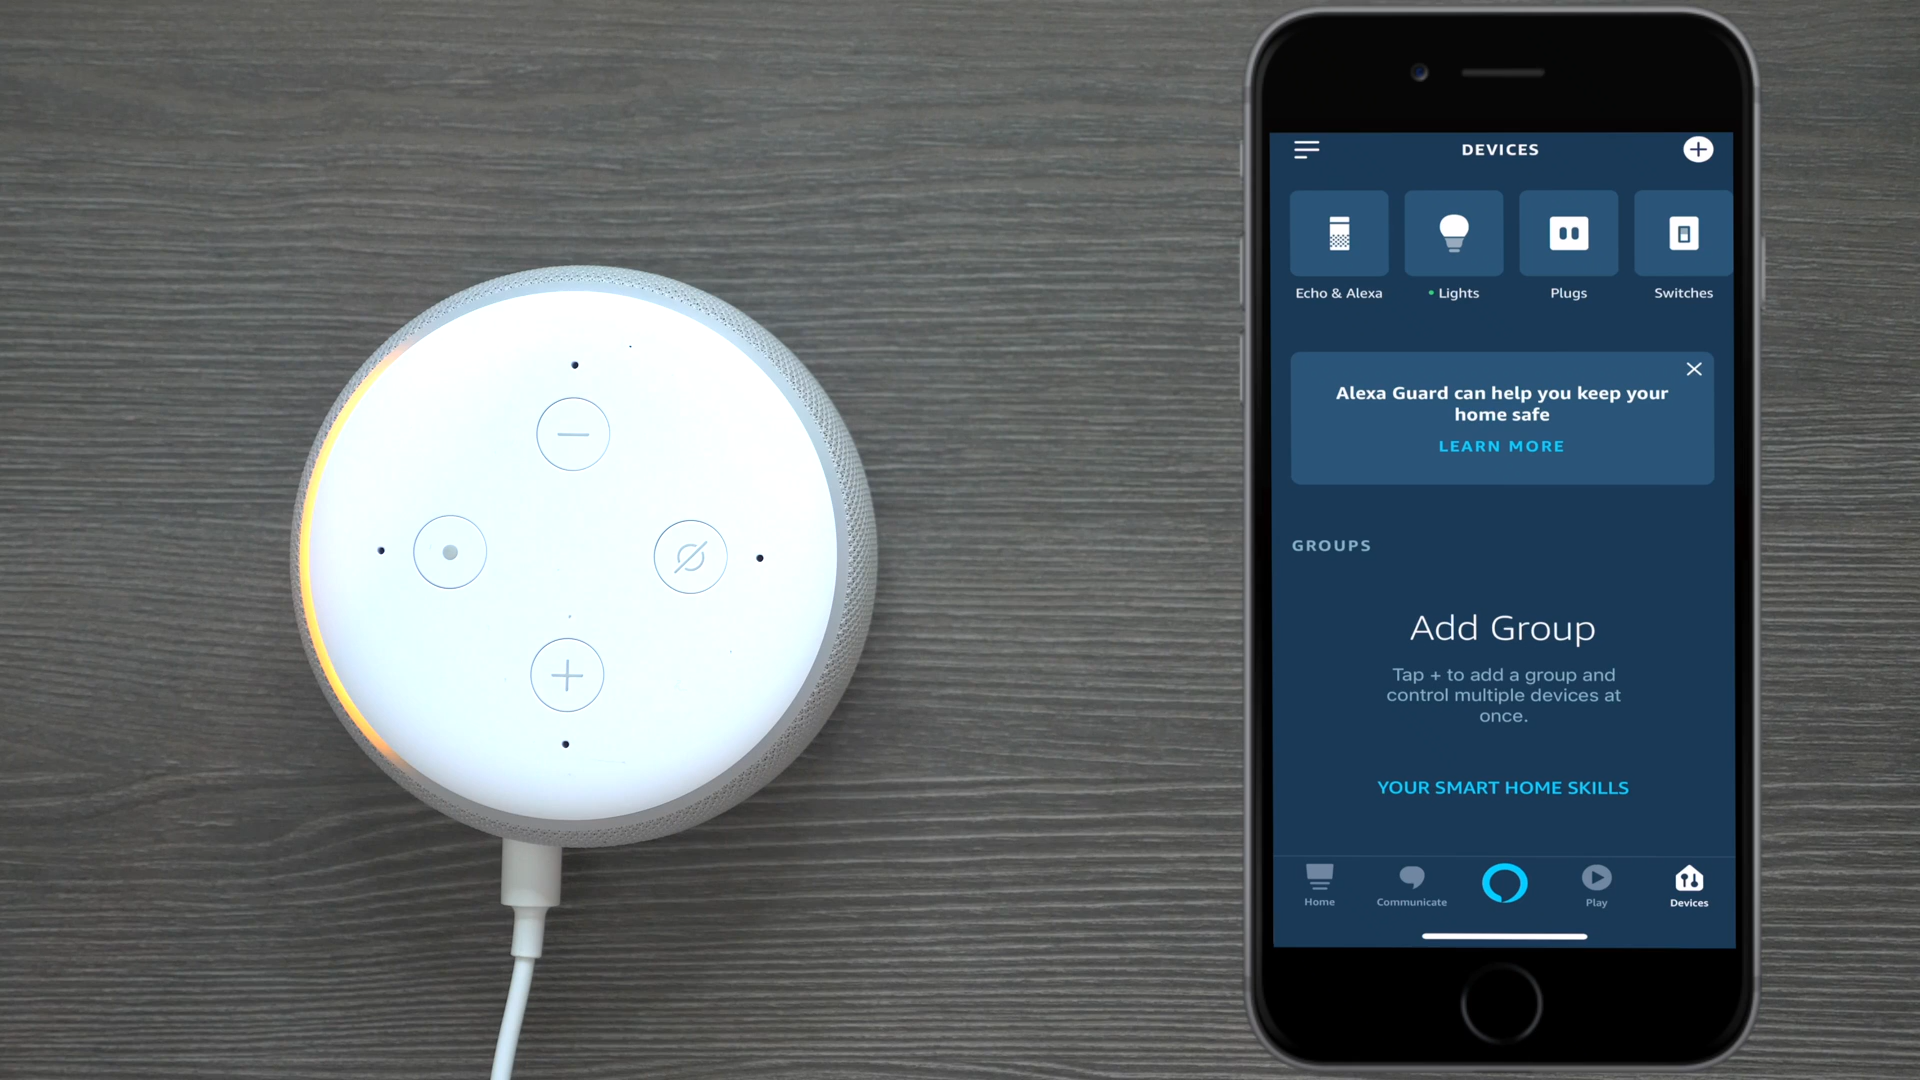 DEVICES
Echo & Alexa
Lights
Plugs
Switches
Alexa Guard can help you keep your
home safe
LEARN MORE
GROUPS
Add Group
Tap + to add a group and
control multiple devices at
once.
YOUR SMART HOME SKILLS
Home
Communicate
Play
Devices